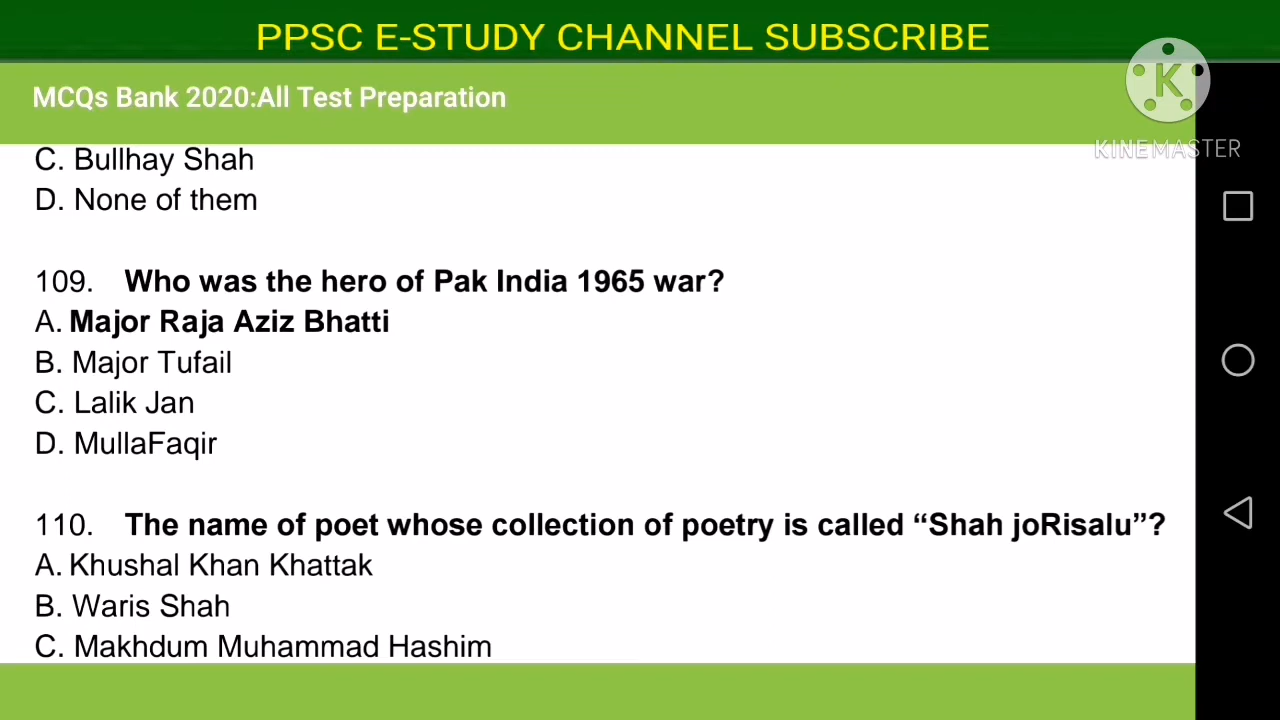 PPSC E-STUDY CHANNEL SUBSCRIBE
MCQs Bank 2020:All Test Preparation
K
KINEMASTER
C. Bullhay Shah
D. None of them
109. Who was the hero of Pak India 1965 war?
A. Major Raja Aziz Bhatti
B. Major Tufail
C. Lalik Jan
D. MullaFaqir
110. The name of poet whose collection of poetry is called “Shah joRisalu”?
A. Khushal Khan Khattak
B. Waris Shah
C. Makhdum Muhammad Hashim